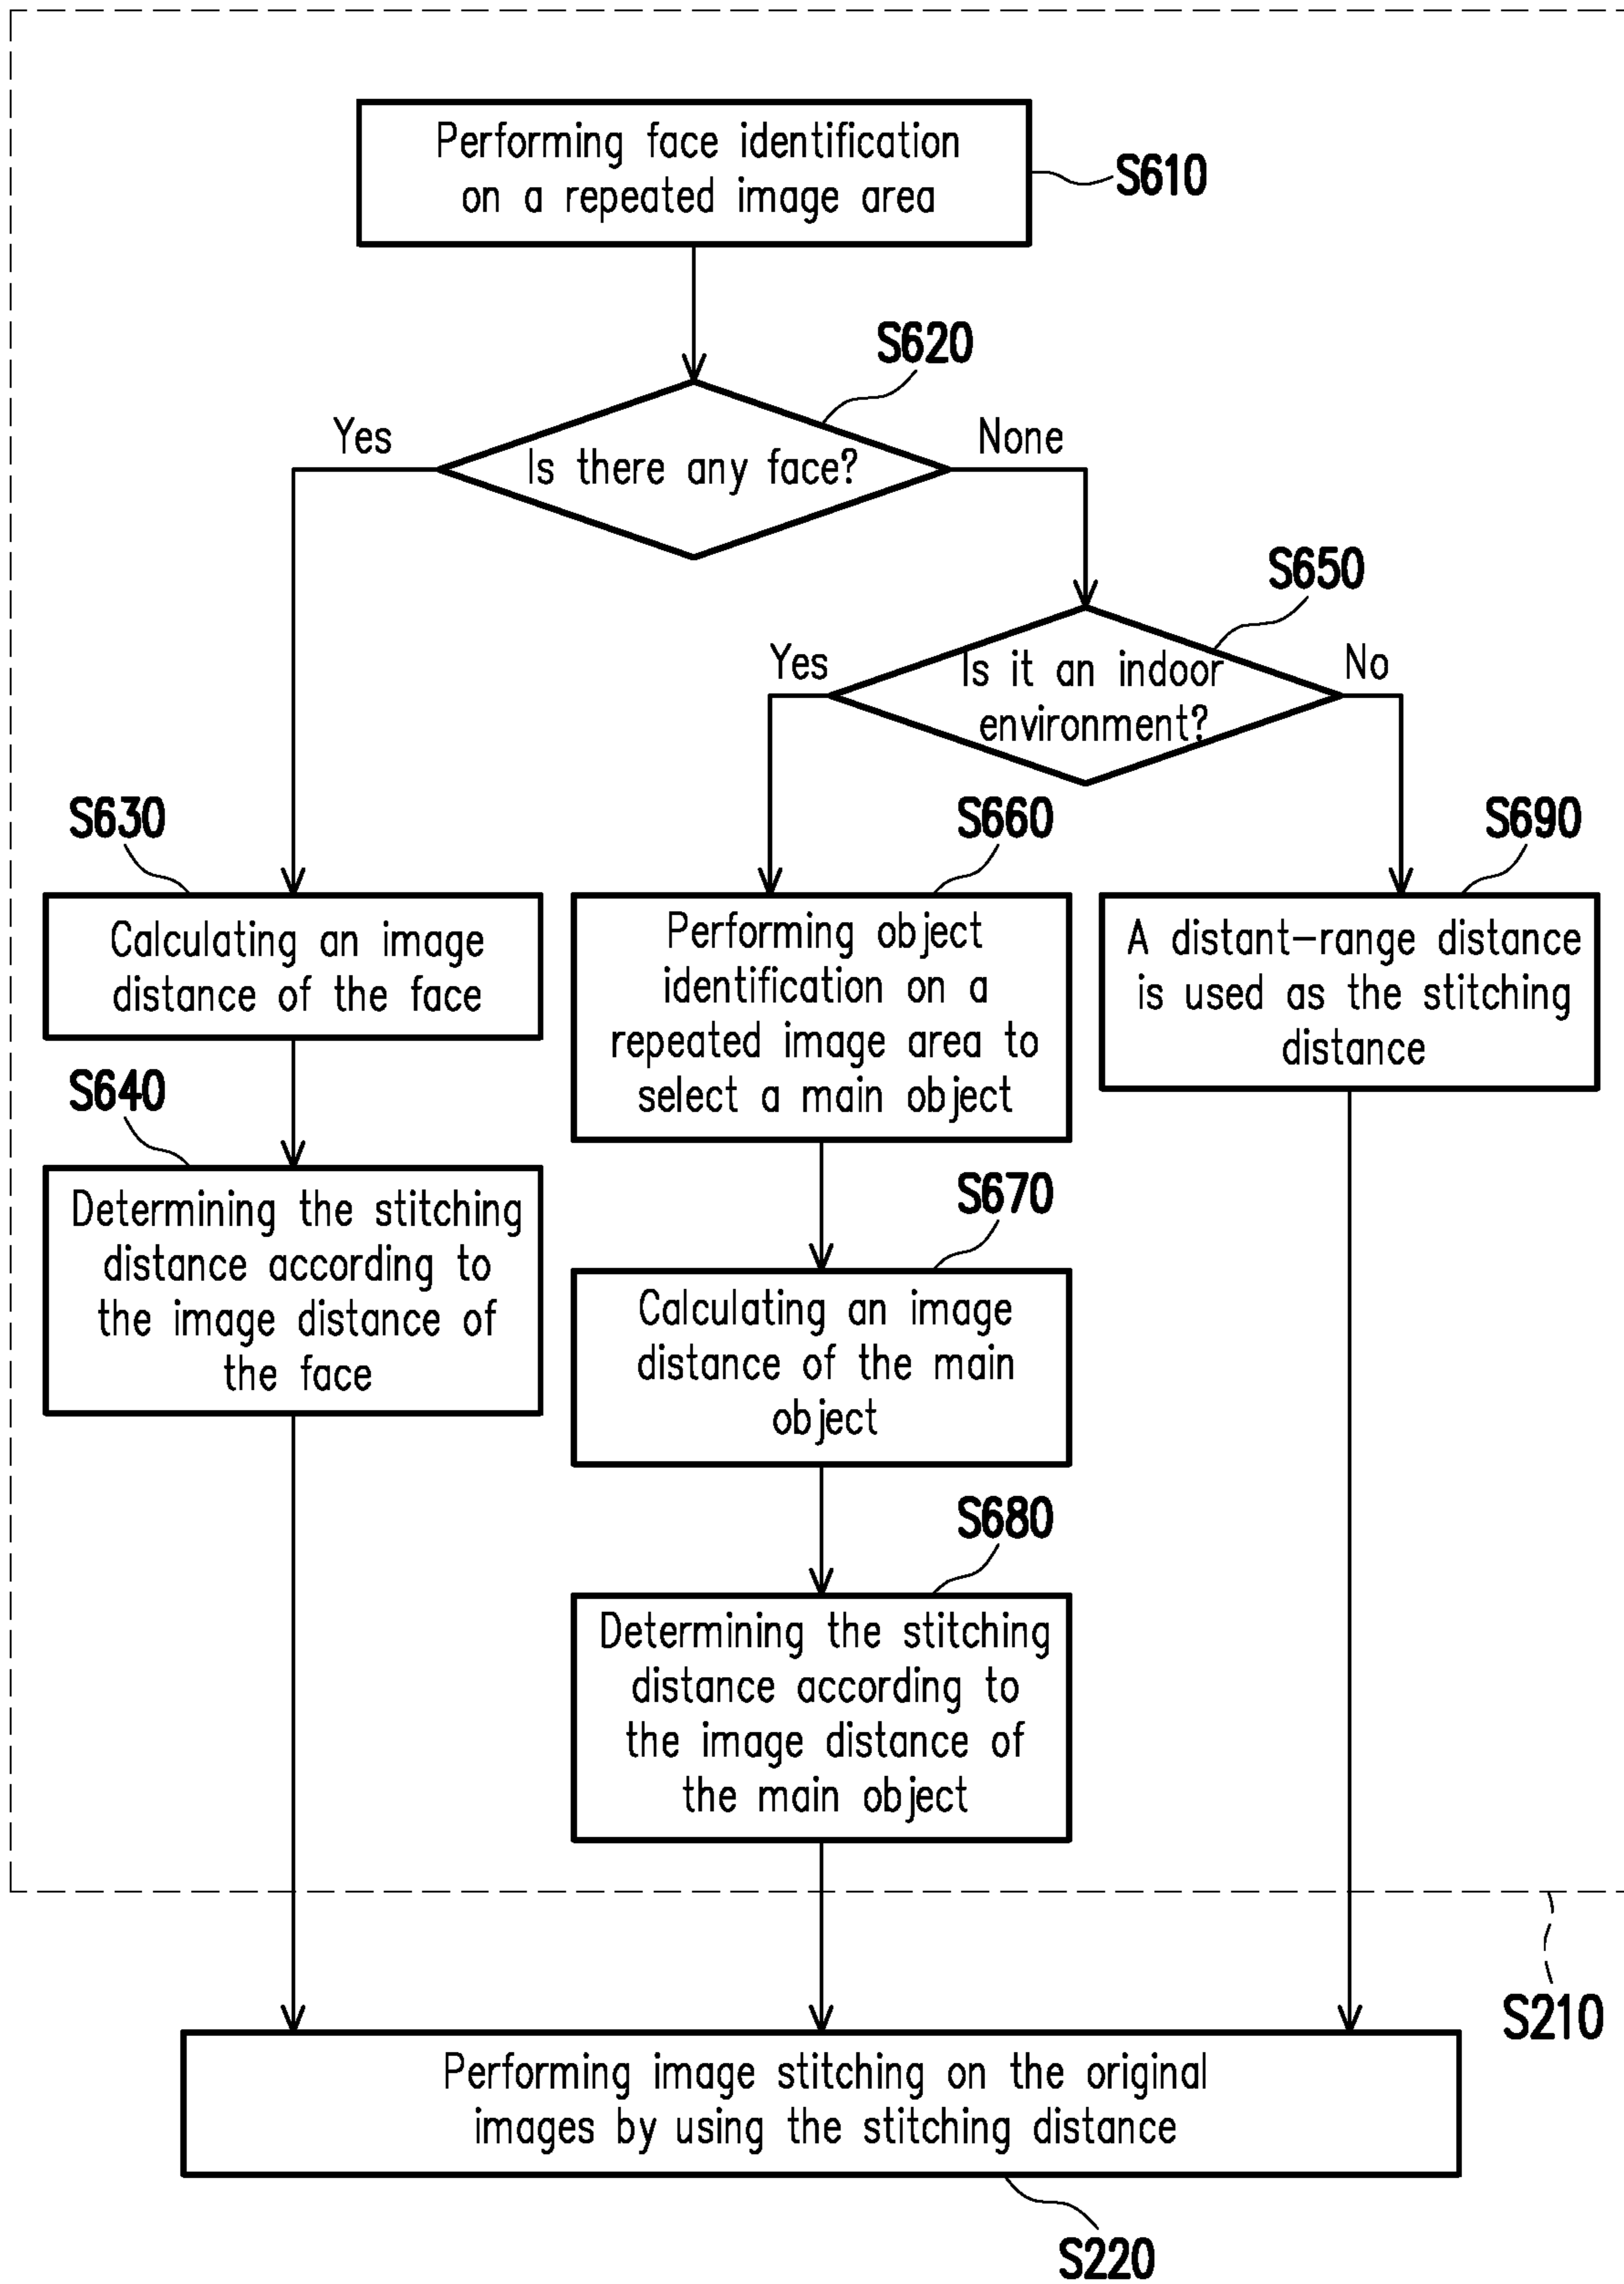 Performing face identification
on a repeated image area
S610
S620
Yes
Is there any face?
None
S650
Yes
Is it an indoor
environment?
No
S630
S660
S690
Calculating an image
distance of the face
Performing object
identification on a
repeated image area to
select a main object
A distant-range distance
is used as the stitching
distance
S640
Determining the stitching
distance according to
the image distance of
the face
S670
Calculating an image
distance of the main
object
S680
Determining the stitching
distance according to
the image distance of
the main object
S210
Performing image stitching on the original
images by using the stitching distance
S220